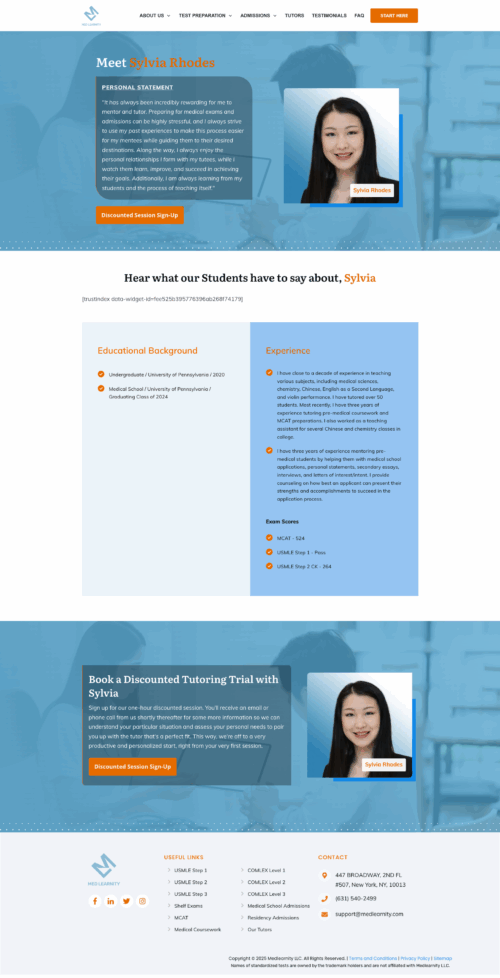 MED LEARNITY
ABOUT US
TEST PREPARATION
ADMISSIONS
TUTORS
TESTIMONIALS
FAQ
START HERE
Meet Sylvia Rhodes
PERSONAL STATEMENT
"It has always been incredibly rewarding for me to
mentor and tutor. Preparing for medical exams and
admissions can be highly stressful, and I always strive
to use my past experiences to make this process easier
for my mentees while guiding them to their desired
destinations. Along the way, I always enjoy the
personal relationships I form with my tutees, while I
watch them learn, improve, and succeed in achieving
their goals. Additionally, I am always learning from my
students and the process of teaching itself."
Discounted Session Sign-Up
Sylvia Rhodes
Hear what our Students have to say about, Sylvia
[trustindex data-widget-id=fee525b395776396ab268f74179]
Educational Background
Undergraduate / University of Pennsylvania / 2020
Medical School / University of Pennsylvania /
Graduating Class of 2024
Experience
I have close to a decade of experience in teaching
various subjects, including medical sciences,
chemistry, Chinese, English as a Second Language,
and violin performance. I have tutored over 50
students. Most recently, I have three years of
experience tutoring pre-medical coursework and
MCAT preparations. I also worked as a teaching
assistant for several Chinese and chemistry classes in
college.
I have three years of experience mentoring pre-
medical students by helping them with medical school
applications, personal statements, secondary essays,
interviews, and letters of interest/intent. I provide
counseling on how best an applicant can present their
strengths and accomplishments to succeed in the
application process.
Exam Scores
MCAT - 524
USMLE Step 1 - Pass
USMLE Step 2 CK - 264
Book a Discounted Tutoring Trial with
Sylvia
Sign up for our one-hour discounted session. You'll receive an email or
phone call from us shortly thereafter for some more information so we can
understand your particular situation and assess your personal needs to pair
you up with the tutor that's a perfect fit. This way, we're off to a very
productive and personalized start, right from your very first session.
Discounted Session Sign-Up
Sylvia Rhodes
MED LEARNITY
USEFUL LINKS
USMLE Step 1
USMLE Step 2
USMLE Step 3
Shelf Exams
MCAT
Medical Coursework
COMLEX Level 1
COMLEX Level 2
COMLEX Level 3
Medical School Admissions
Residency Admissions
Our Tutors
CONTACT
447 BROADWAY, 2ND FL
#507, New York, NY, 10013
(631) 540-2499
support@medlearnity.com.
Copyright © 2025 Medlearnity LLC. All Rights Reserved. | Terms and Conditions | Privacy Policy | Sitemap
Names of standardized tests are owned by the trademark holders and are not affiliated with Medlearnity LLC.